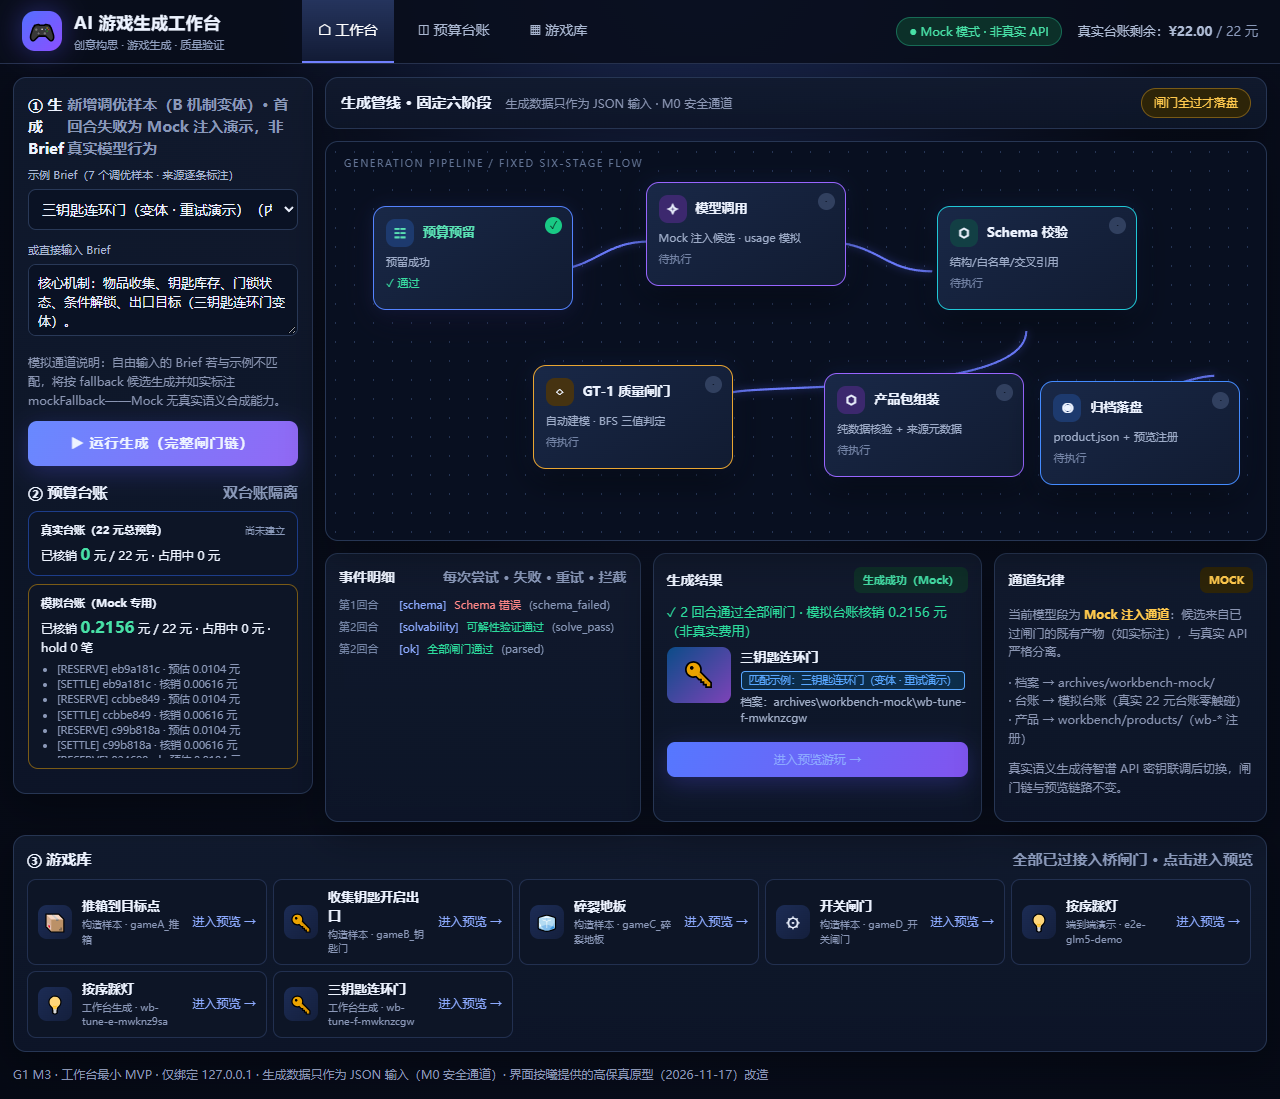 AI 游戏生成工作台
创意构思 · 游戏生成 · 质量验证
工作台
预算台账
游戏库
● Mock 模式 · 非真实 API
真实台账剩余：¥22.00 / 22 元
① 生成 Brief
新增调优样本（B 机制变体）• 首回合失败为 Mock 注入演示，非真实模型行为
示例 Brief（7 个调优样本 · 来源逐条标注）
三钥匙连环门（变体 · 重试演示）（内
或直接输入 Brief
核心机制：物品收集、钥匙库存、门锁状
态、条件解锁、出口目标（三钥匙连环门变
体）。
模拟通道说明：自由输入的 Brief 若与示例不匹
配，将按 fallback 候选生成并如实标注
mockFallback——Mock 无真实语义合成能力。
▶ 运行生成（完整闸门链）
② 预算台账
双台账隔离
真实台账（22 元总预算）
尚未建立
已核销 0 元 / 22 元 · 占用中 0 元
模拟台账（Mock 专用）
已核销 0.2156 元 / 22 元 · 占用中 0 元 ·
hold 0 笔
• [RESERVE] eb9a181c · 预估 0.0104 元
• [SETTLE] eb9a181c · 核销 0.00616 元
• [RESERVE] ccbbe849 · 预估 0.0104 元
• [SETTLE] ccbbe849 · 核销 0.00616 元
• [RESERVE] c99b818a · 预估 0.0104 元
• [SETTLE] c99b818a · 核销 0.00616 元
生成管线 • 固定六阶段
生成数据只作为 JSON 输入 · M0 安全通道
闸门全过才落盘
GENERATION PIPELINE / FIXED SIX-STAGE FLOW
预算预留
预留成功
✓ 通过
模型调用
Mock 注入候选 · usage 模拟
待执行
Schema 校验
结构/白名单/交叉引用
待执行
GT-1 质量闸门
自动建模 · BFS 三值判定
待执行
产品包组装
纯数据核验 + 来源元数据
待执行
归档落盘
product.json + 预览注册
待执行
事件明细
每次尝试 • 失败 • 重试 • 拦截
第1回合 [schema] Schema 错误 (schema_failed)
第2回合 [solvability] 可解性验证通过 (solve_pass)
第2回合 [ok] 全部闸门通过 (parsed)
生成结果
生成成功（Mock）
✓ 2 回合通过全部闸门 · 模拟台账核销 0.2156 元
（非真实费用）
三钥匙连环门
匹配示例：三钥匙连环门（变体 · 重试演示）
档案：archives\workbench-mock\wb-tune-
f-mwknzcgw
进入预览游玩 →
通道纪律
MOCK
当前模型段为 Mock 注入通道：候选来自已
过闸门的既有产物（如实标注），与真实 API
严格分离。
· 档案 → archives/workbench-mock/
· 台账 → 模拟台账（真实 22 元台账零触碰）
· 产品 → workbench/products/（wb-* 注
册）
真实语义生成待智谱 API 密钥联调后切换，闸
门链与预览链路不变。
③ 游戏库
全部已过接入桥闸门 • 点击进入预览
推箱到目标点
构造样本 · gameA_推
箱
进入预览 →
收集钥匙开启出
口
构造样本 · gameB_钥
匙门
进入预览 →
碎裂地板
构造样本 · gameC_碎
裂地板
进入预览 →
开关闸门
构造样本 · gameD_开
关闸门
进入预览 →
按序踩灯
端到端演示 · e2e-
glm5-demo
进入预览 →
按序踩灯
工作台生成 · wb-
tune-e-mwknz9sa
进入预览 →
三钥匙连环门
工作台生成 · wb-
tune-f-mwknzcgw
进入预览 →
G1 M3 · 工作台最小 MVP · 仅绑定 127.0.0.1 · 生成数据只作为 JSON 输入（M0 安全通道）· 界面按曦提供的高保真原型（2026-11-17）改造